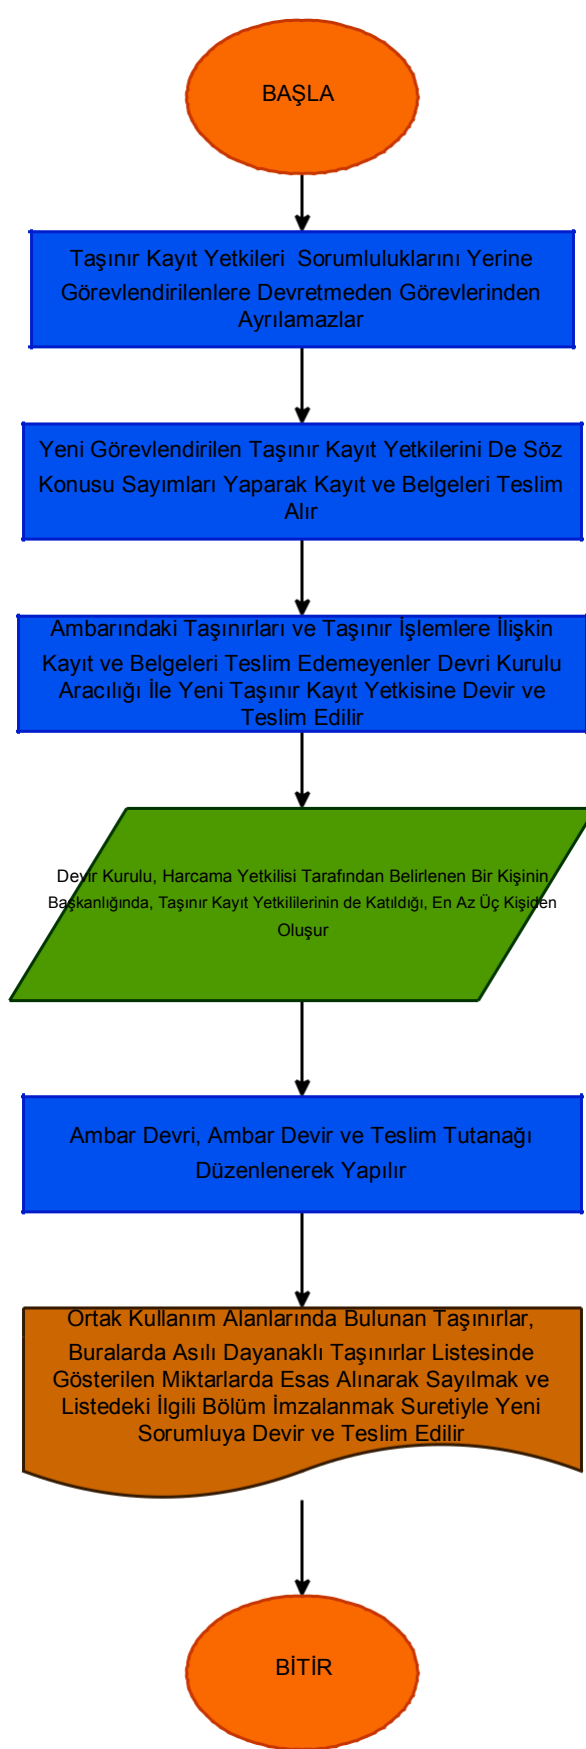 BAŞLA
Taşınır Kayıt Yetkileri  Sorumluluklarını Yerine
Görevlendirilenlere Devretmeden Görevlerinden
Ayrılamazlar
Yeni Görevlendirilen Taşınır Kayıt Yetkilerini De Söz
Konusu Sayımları Yaparak Kayıt ve Belgeleri Teslim
Alır
Ambarındaki Taşınırları ve Taşınır İşlemlere İlişkin
Kayıt ve Belgeleri Teslim Edemeyenler Devri Kurulu
Aracılığı İle Yeni Taşınır Kayıt Yetkisine Devir ve
Teslim Edilir
Devir Kurulu, Harcama Yetkilisi Tarafından Belirlenen Bir Kişinin
Başkanlığında, Taşınır Kayıt Yetkililerinin de Katıldığı, En Az Üç Kişiden
Oluşur
Ambar Devri, Ambar Devir ve Teslim Tutanağı
Düzenlenerek Yapılır
Ortak Kullanım Alanlarında Bulunan Taşınırlar,
Buralarda Asılı Dayanaklı Taşınırlar Listesinde
Gösterilen Miktarlarda Esas Alınarak Sayılmak ve
Listedeki İlgili Bölüm İmzalanmak Suretiyle Yeni
Sorumluya Devir ve Teslim Edilir
BİTİR